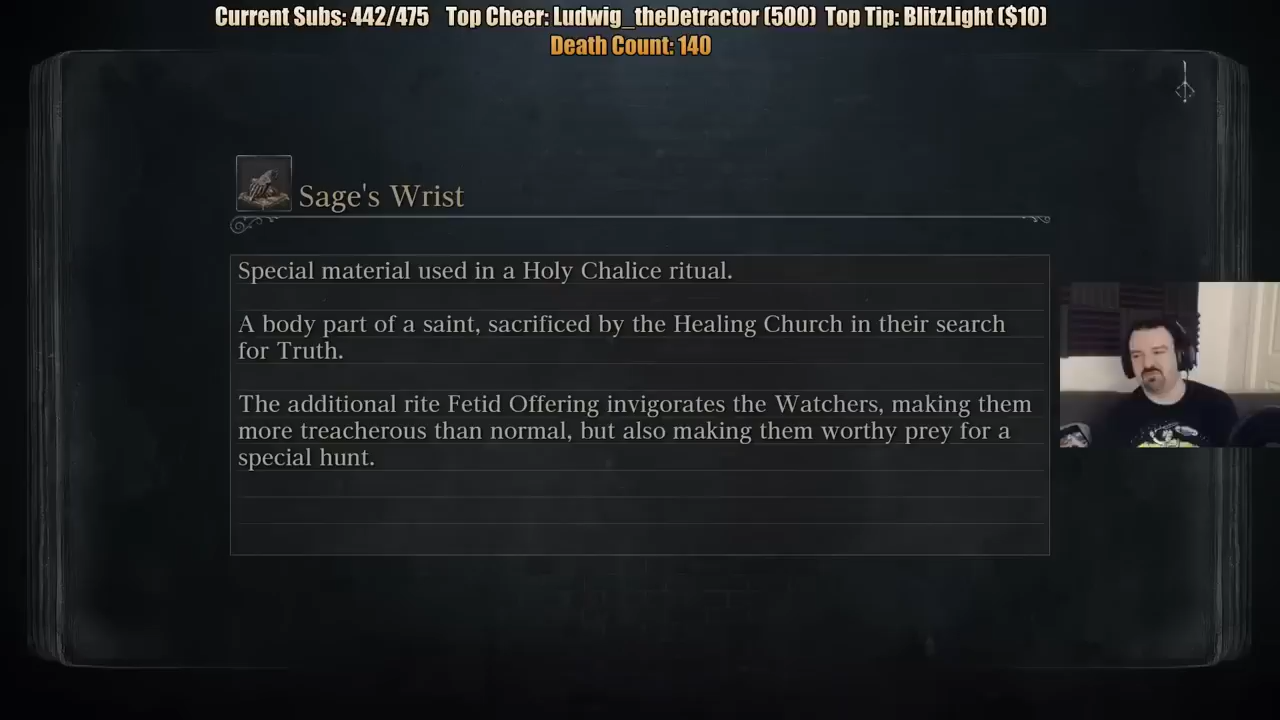 Current Subs: 442/475 Top Cheer: Ludwig_theDetractor (500) Top Tip: BlitzLight ($10)
Death Count: 140
Sage's Wrist
Special material used in a Holy Chalice ritual.
A body part of a saint, sacrificed by the Healing Church in their search
for Truth.
The additional rite Fetid Offering invigorates the Watchers, making them
more treacherous than normal, but also making them worthy prey for a
special hunt.